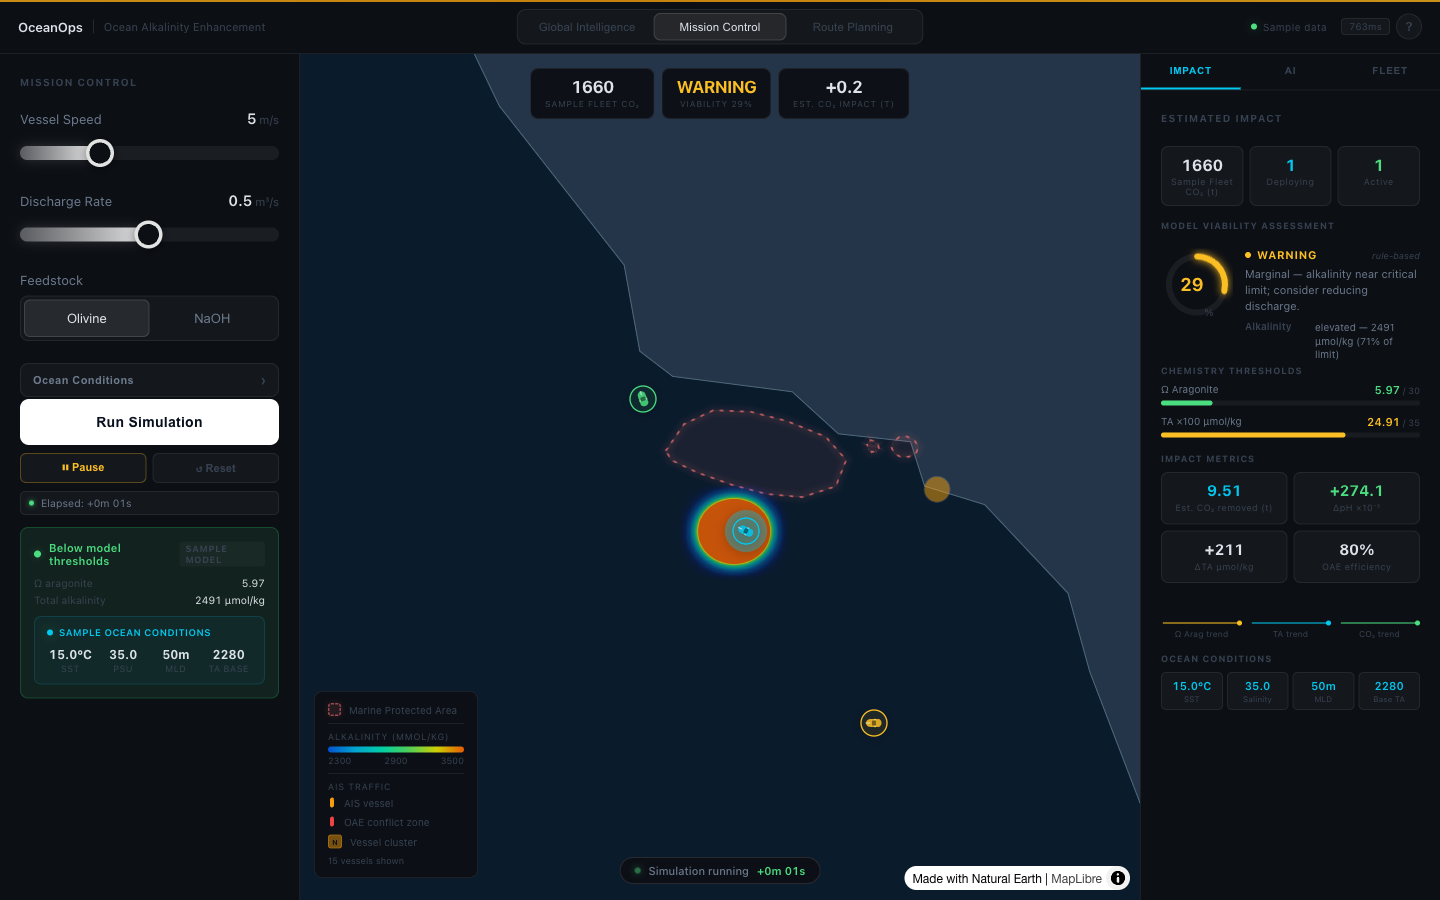 OceanOps
Ocean Alkalinity Enhancement
Global Intelligence
Mission Control
Route Planning
Sample data
763ms
?
MISSION CONTROL
Vessel Speed
5 m/s
Discharge Rate
0.5 m³/s
Feedstock
Olivine
NaOH
Ocean Conditions
Run Simulation
Pause
Reset
Elapsed: +0m 01s
Below model
thresholds
SAMPLE
MODEL
Ω aragonite
5.97
Total alkalinity
2491 µmol/kg
SAMPLE OCEAN CONDITIONS
15.0°C
35.0
50m
2280
SST
PSU
MLD
TA BASE
1660
SAMPLE FLEET CO₂
WARNING
VIABILITY 29%
+0.2
EST. CO₂ IMPACT (T)
Marine Protected Area
ALKALINITY (MMOL/KG)
2300
2900
3500
AIS TRAFFIC
AIS vessel
OAE conflict zone
N
Vessel cluster
15 vessels shown
Simulation running
+0m 01s
Made with Natural Earth | MapLibre
IMPACT
AI
FLEET
ESTIMATED IMPACT
1660
Sample Fleet
CO₂ (t)
1
Deploying
1
Active
MODEL VIABILITY ASSESSMENT
29
%
WARNING
rule-based
Marginal — alkalinity near critical
limit; consider reducing
discharge.
Alkalinity
elevated — 2491
µmol/kg (71% of
limit)
CHEMISTRY THRESHOLDS
Ω Aragonite
5.97 / 30
TA ×100 µmol/kg
24.91 / 35
IMPACT METRICS
9.51
Est. CO₂ removed (t)
+274.1
ΔpH ×10⁻³
+211
ΔTA µmol/kg
80%
OAE efficiency
Ω Arag trend
TA trend
CO₂ trend
OCEAN CONDITIONS
15.0°C
35.0
50m
2280
SST
Salinity
MLD
Base TA